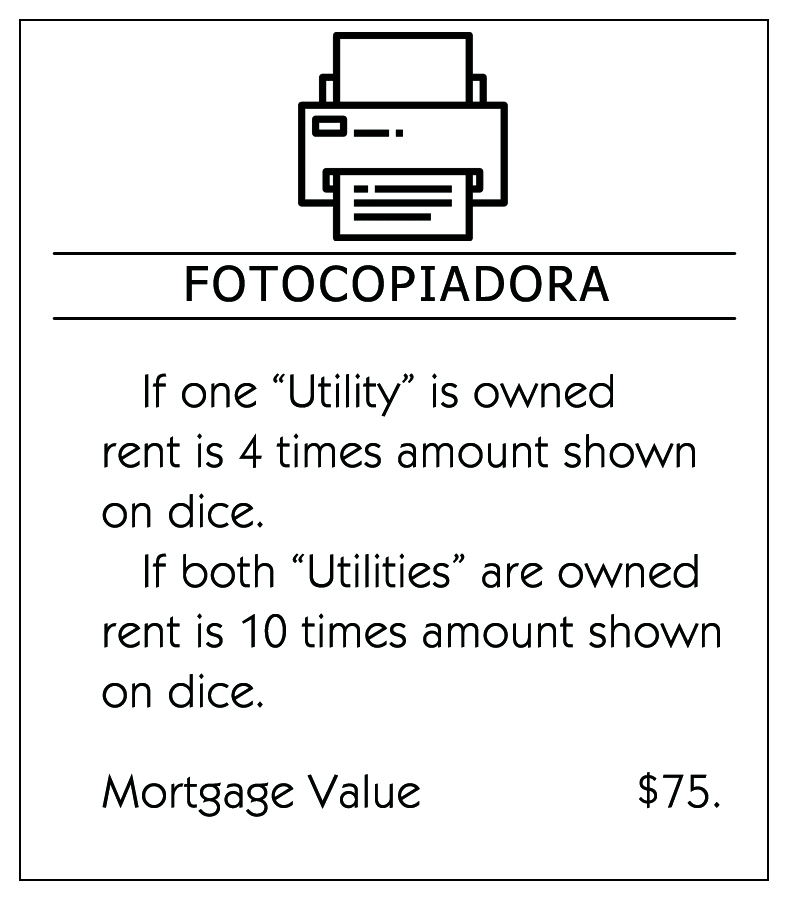 FOTOCOPIADORA
If one “Utility” is owned
rent is 4 times amount shown
on dice.
If both “Utilities” are owned
rent is 10 times amount shown
on dice.
Mortgage Value $75.